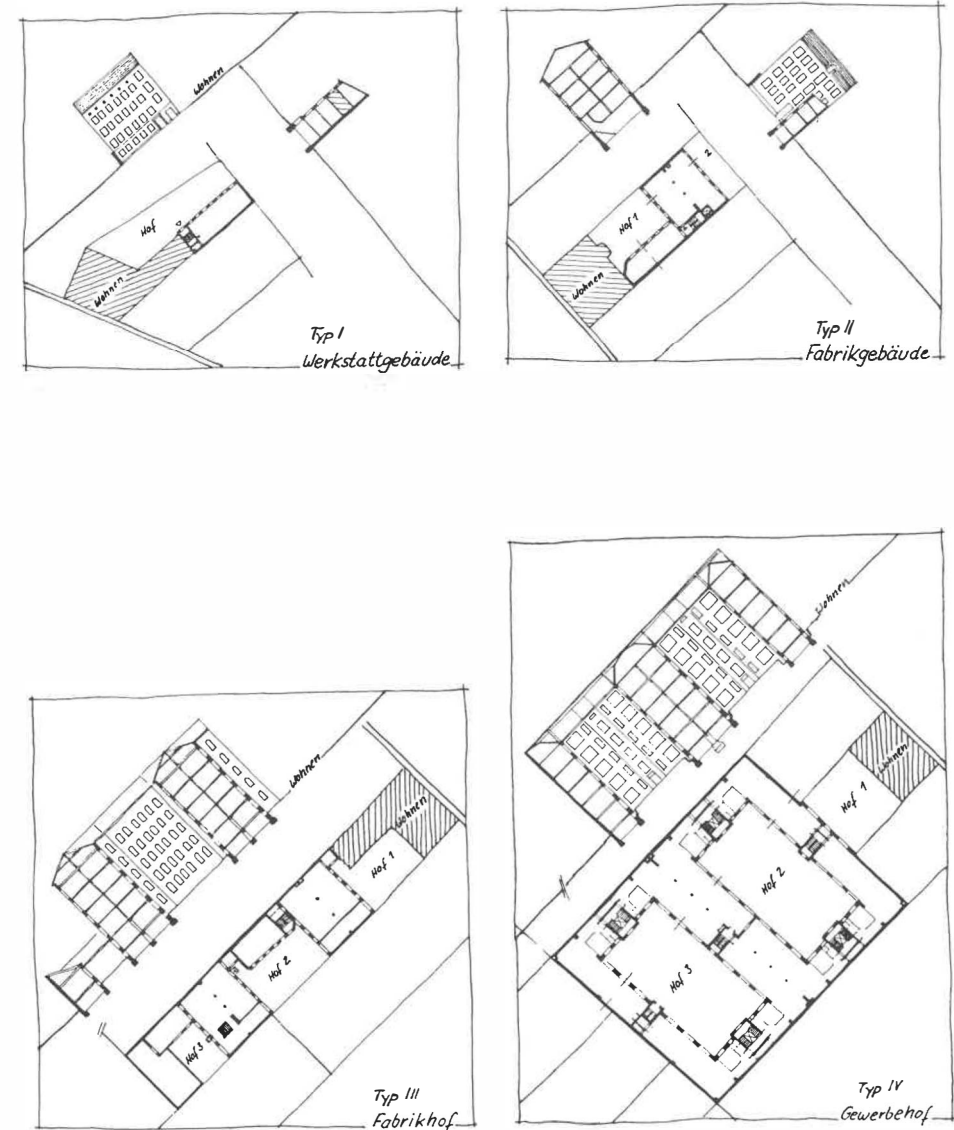 Wohnen
Hof
Wohnen
Typ I
Werkstattgebäude
2
Hof 1
Wohnen
Typ II
Fabrikgebäude
Wohnen
Wohnen
Hof 1
Hof 2
Hof 3
Typ III
Fabrikhof
Wohnen
Wohnen
Hof 1
Hof 2
Hof 3
Typ IV
Gewerbehof